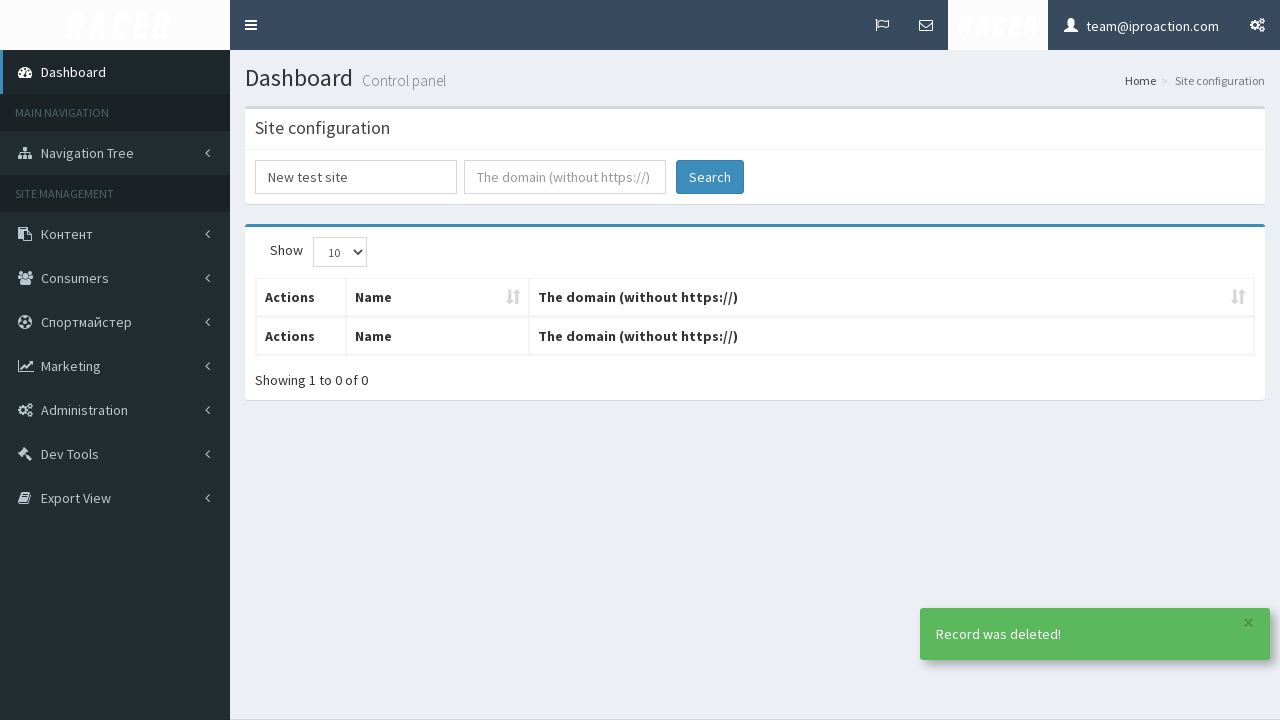 RACER
RACER
team@iproaction.com
Dashboard
MAIN NAVIGATION
Navigation Tree
SITE MANAGEMENT
Контент
Consumers
Спортмайстер
Marketing
Administration
Dev Tools
Export View
Dashboard Control panel
Home > Site configuration
Site configuration
New test site The domain (without https://) Search
Show 10
Actions Name The domain (without https://)
Actions Name The domain (without https://)
Showing 1 to 0 of 0
Record was deleted! ×